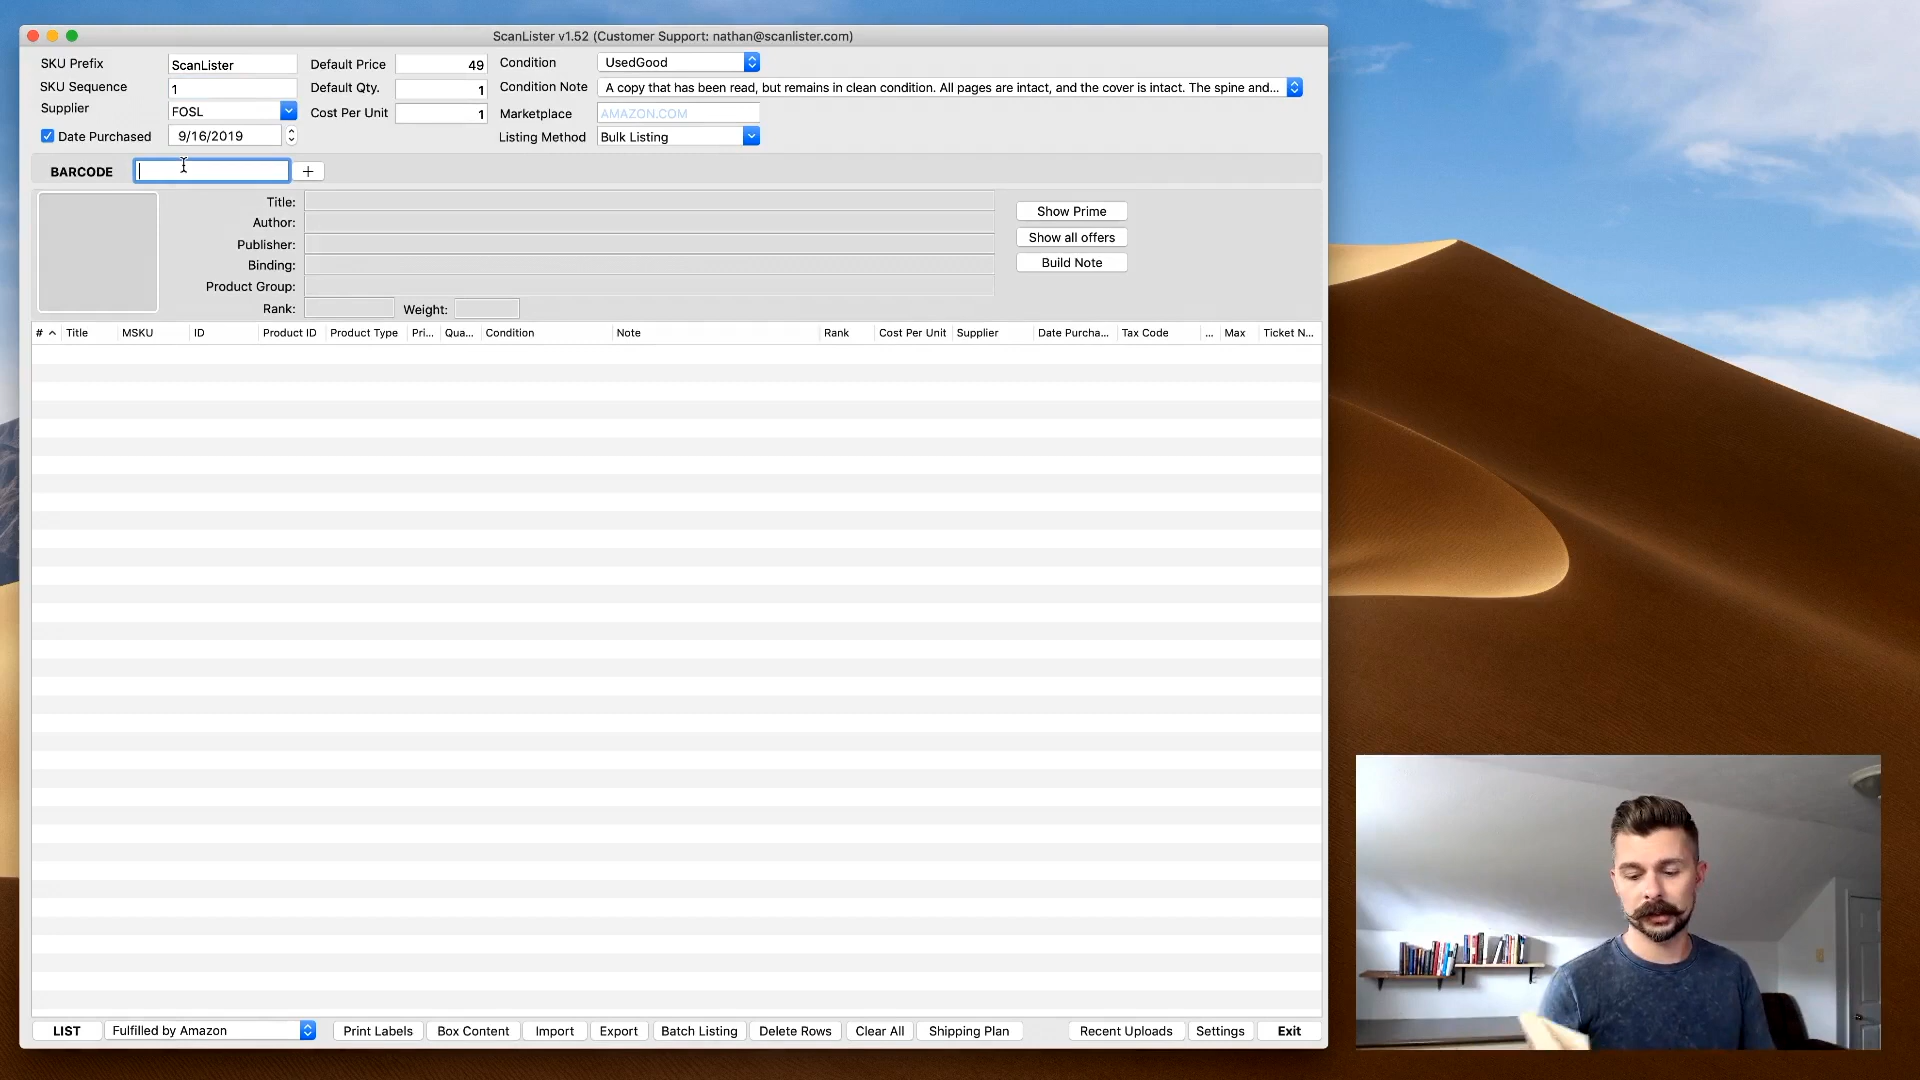 ScanLister v1.52 (Customer Support: nathan@scanlister.com)
SKU Prefix ScanLister Default Price 49 Condition UsedGood
SKU Sequence 1 Default Qty. 1 Condition Note A copy that has been read, but remains in clean condition. All pages are intact, and the cover is intact. The spine and...
Supplier FOSL Cost Per Unit 1 Marketplace AMAZON.COM
Date Purchased 9/16/2019 Listing Method Bulk Listing
BARCODE +
Title: Show Prime
Author:
Publisher: Show all offers
Binding: Build Note
Product Group:
Rank: Weight:
# Title MSKU ID Product ID Product Type Pri... Qua... Condition Note Rank Cost Per Unit Supplier Date Purcha... Tax Code ... Max Ticket N...
LIST Fulfilled by Amazon Print Labels Box Content Import Export Batch Listing Delete Rows Clear All Shipping Plan Recent Uploads Settings Exit